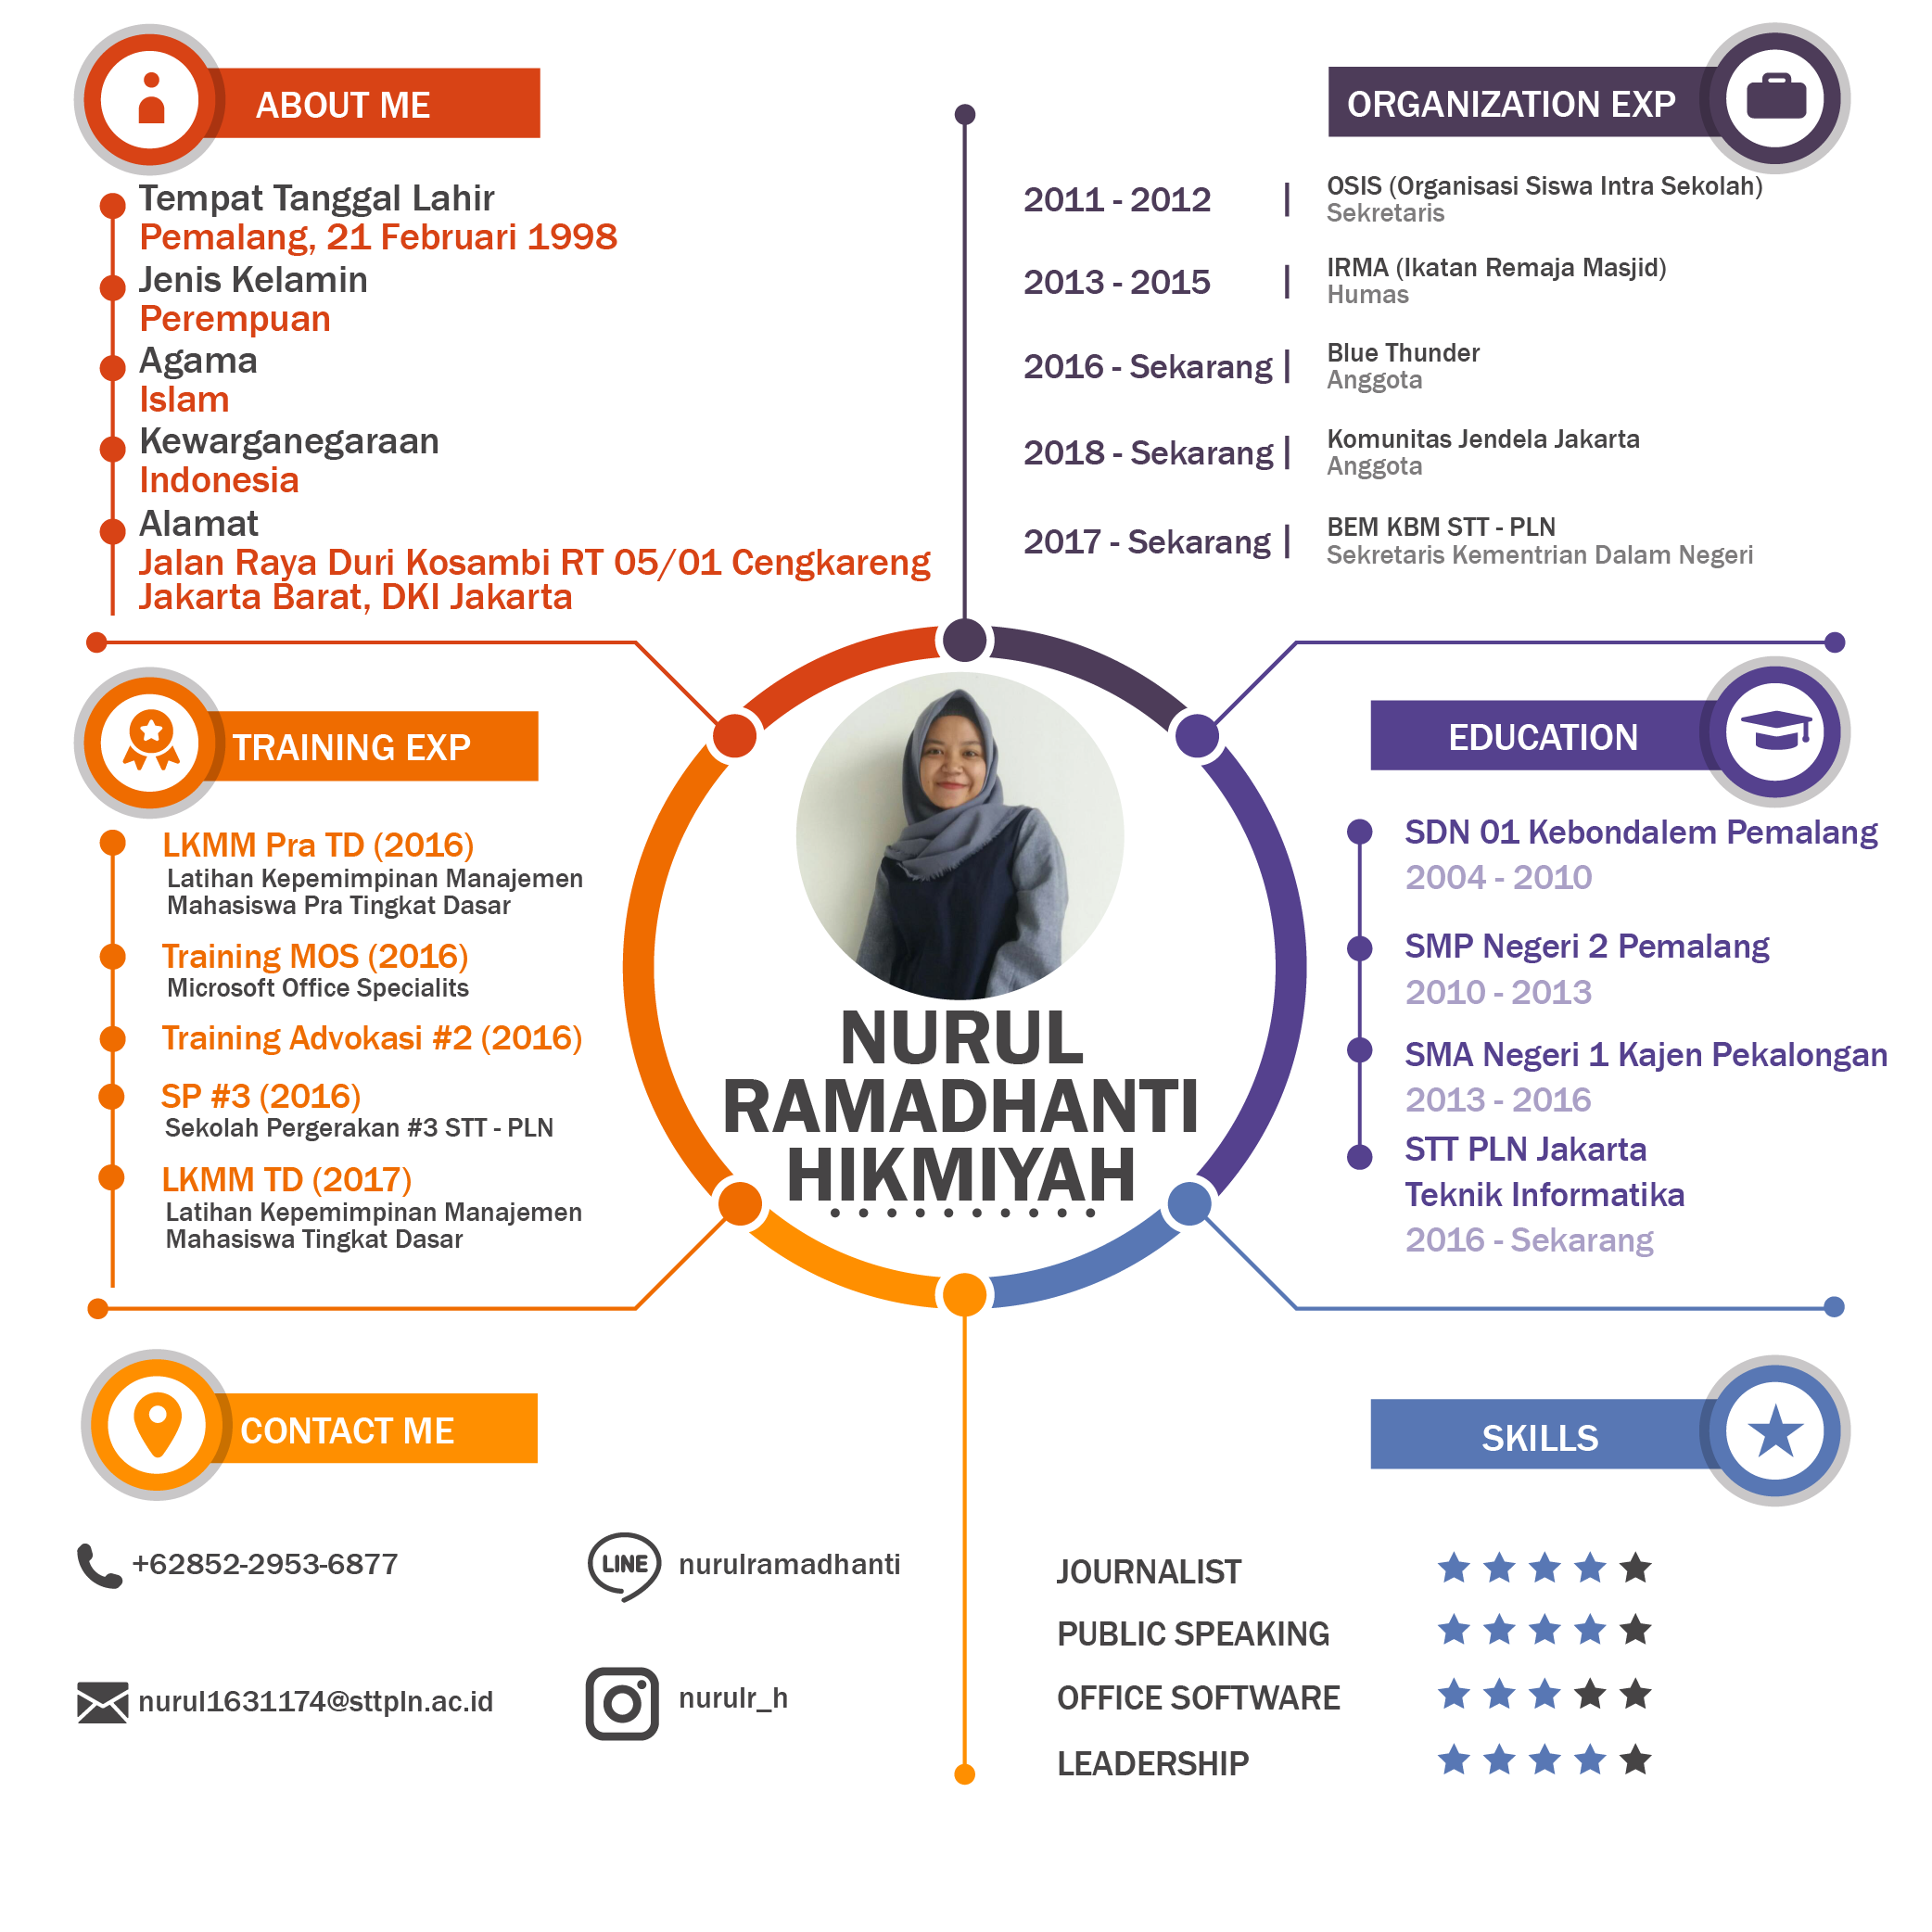 ABOUT ME
Tempat Tanggal Lahir
Pemalang, 21 Februari 1998
Jenis Kelamin
Perempuan
Agama
Islam
Kewarganegaraan
Indonesia
Alamat
Jalan Raya Duri Kosambi RT 05/01 Cengkareng
Jakarta Barat, DKI Jakarta
ORGANIZATION EXP
2011 - 2012 | OSIS (Organisasi Siswa Intra Sekolah)
Sekretaris
2013 - 2015 | IRMA (Ikatan Remaja Masjid)
Humas
2016 - Sekarang | Blue Thunder
Anggota
2018 - Sekarang | Komunitas Jendela Jakarta
Anggota
2017 - Sekarang | BEM KBM STT - PLN
Sekretaris Kementrian Dalam Negeri
TRAINING EXP
LKMM Pra TD (2016)
Latihan Kepemimpinan Manajemen
Mahasiswa Pra Tingkat Dasar
Training MOS (2016)
Microsoft Office Specialits
Training Advokasi #2 (2016)
SP #3 (2016)
Sekolah Pergerakan #3 STT - PLN
LKMM TD (2017)
Latihan Kepemimpinan Manajemen
Mahasiswa Tingkat Dasar
NURUL
RAMADHANTI
HIKMIYAH
EDUCATION
SDN 01 Kebondalem Pemalang
2004 - 2010
SMP Negeri 2 Pemalang
2010 - 2013
SMA Negeri 1 Kajen Pekalongan
2013 - 2016
STT PLN Jakarta
Teknik Informatika
2016 - Sekarang
CONTACT ME
+62852-2953-6877
LINE nurulramadhanti
nurul1631174@sttpln.ac.id
nurulr_h
SKILLS
JOURNALIST
PUBLIC SPEAKING
OFFICE SOFTWARE
LEADERSHIP